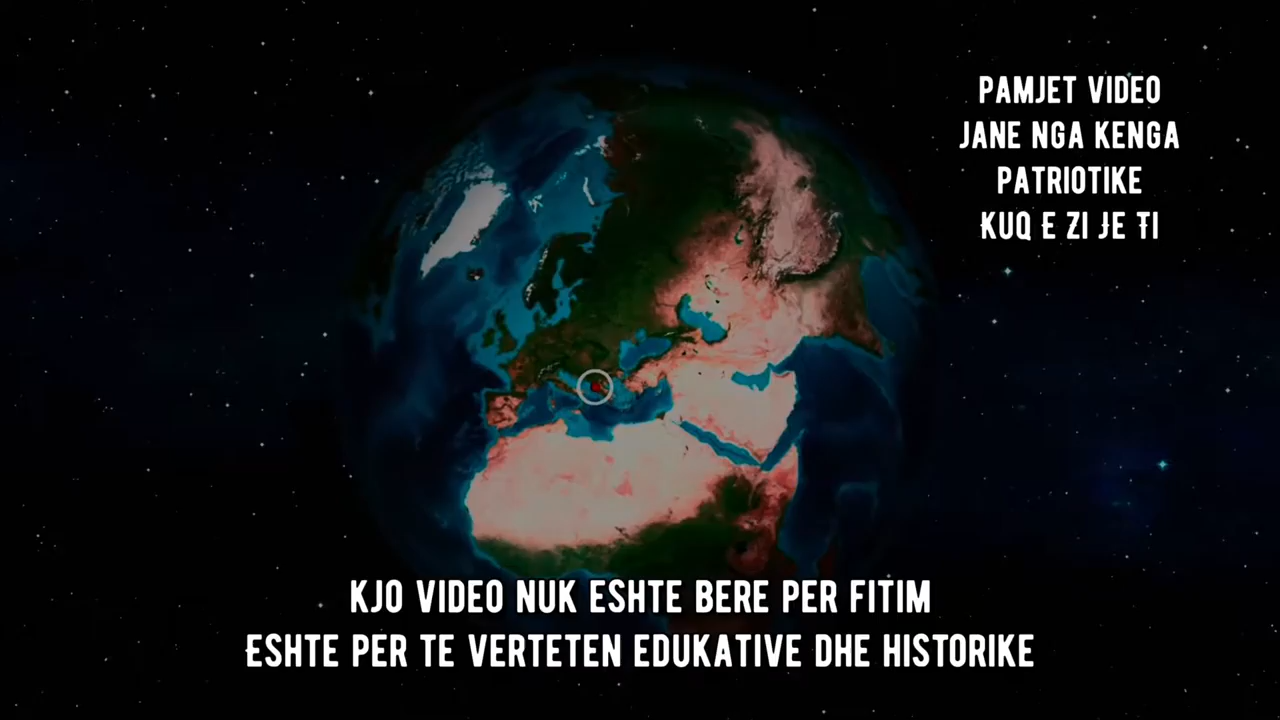 PAMJET VIDEO
JANE NGA KENGA
PATRIOTIKE
KUQ E ZI JE TI
KJO VIDEO NUK ESHTE BERE PER FITIM
ESHTE PER TE VERTETEN EDUKATIVE DHE HISTORIKE